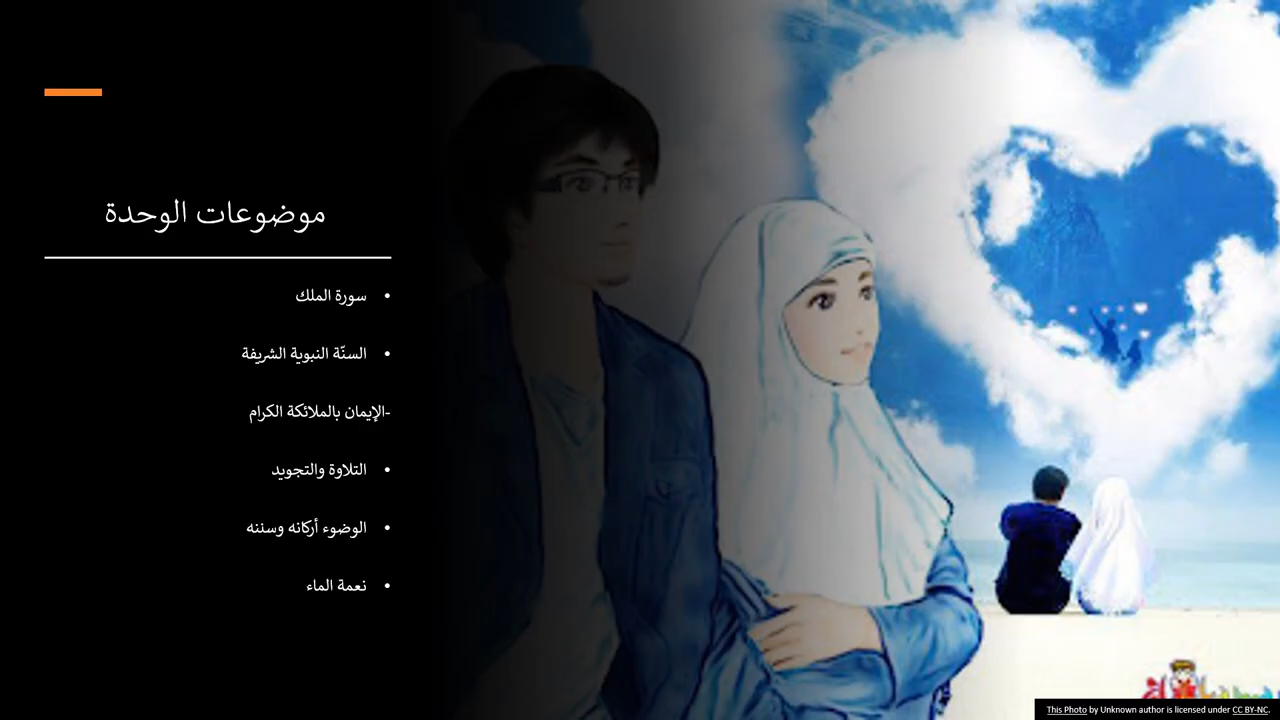 موضوعات الوحدة
• سورة الملك
• السنّة النبوية الشريفة
-الإيمان بالملائكة الكرام
• التلاوة والتجويد
• الوضوء أركانه وسننه
• نعمة الماء
This Photo by Unknown author is licensed under CC BY-NC.